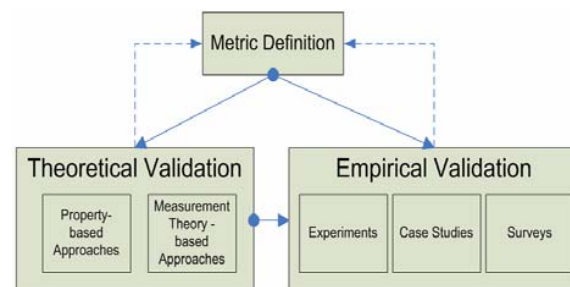 Metric Definition
Theoretical Validation
Property-
based
Approaches
Measurement
Theory -
based
Approaches
Empirical Validation
Experiments
Case Studies
Surveys